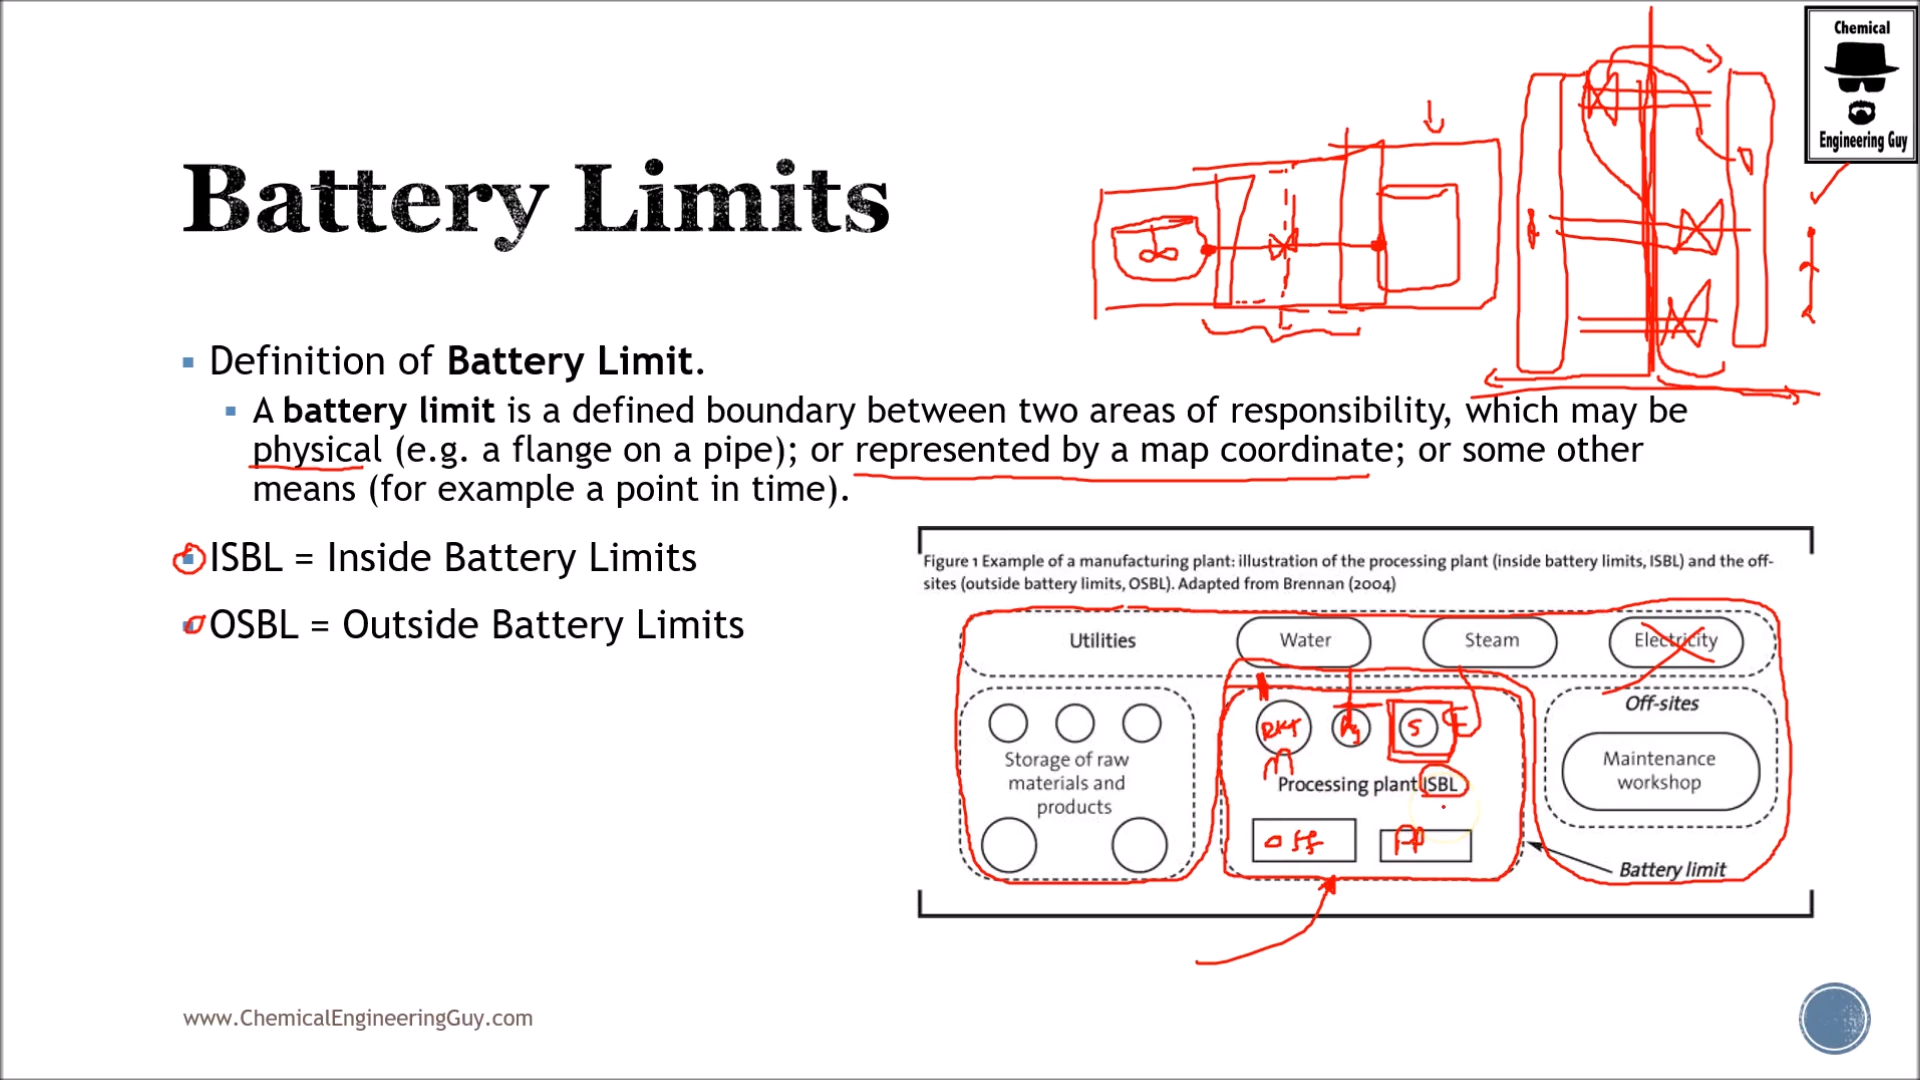 Chemical
Engineering Guy
Battery Limits
Definition of Battery Limit.
A battery limit is a defined boundary between two areas of responsibility, which may be
physical (e.g. a flange on a pipe); or represented by a map coordinate; or some other
means (for example a point in time).
ISBL = Inside Battery Limits
OSBL = Outside Battery Limits
Figure 1 Example of a manufacturing plant: illustration of the processing plant (inside battery limits, ISBL) and the off-
sites (outside battery limits, OSBL). Adapted from Brennan (2004)
Utilities
Water
Steam
Electricity
Off-sites
Storage of raw
materials and
products
S
Processing plant ISBL
Maintenance
workshop
Off
Battery limit
www.ChemicalEngineeringGuy.com